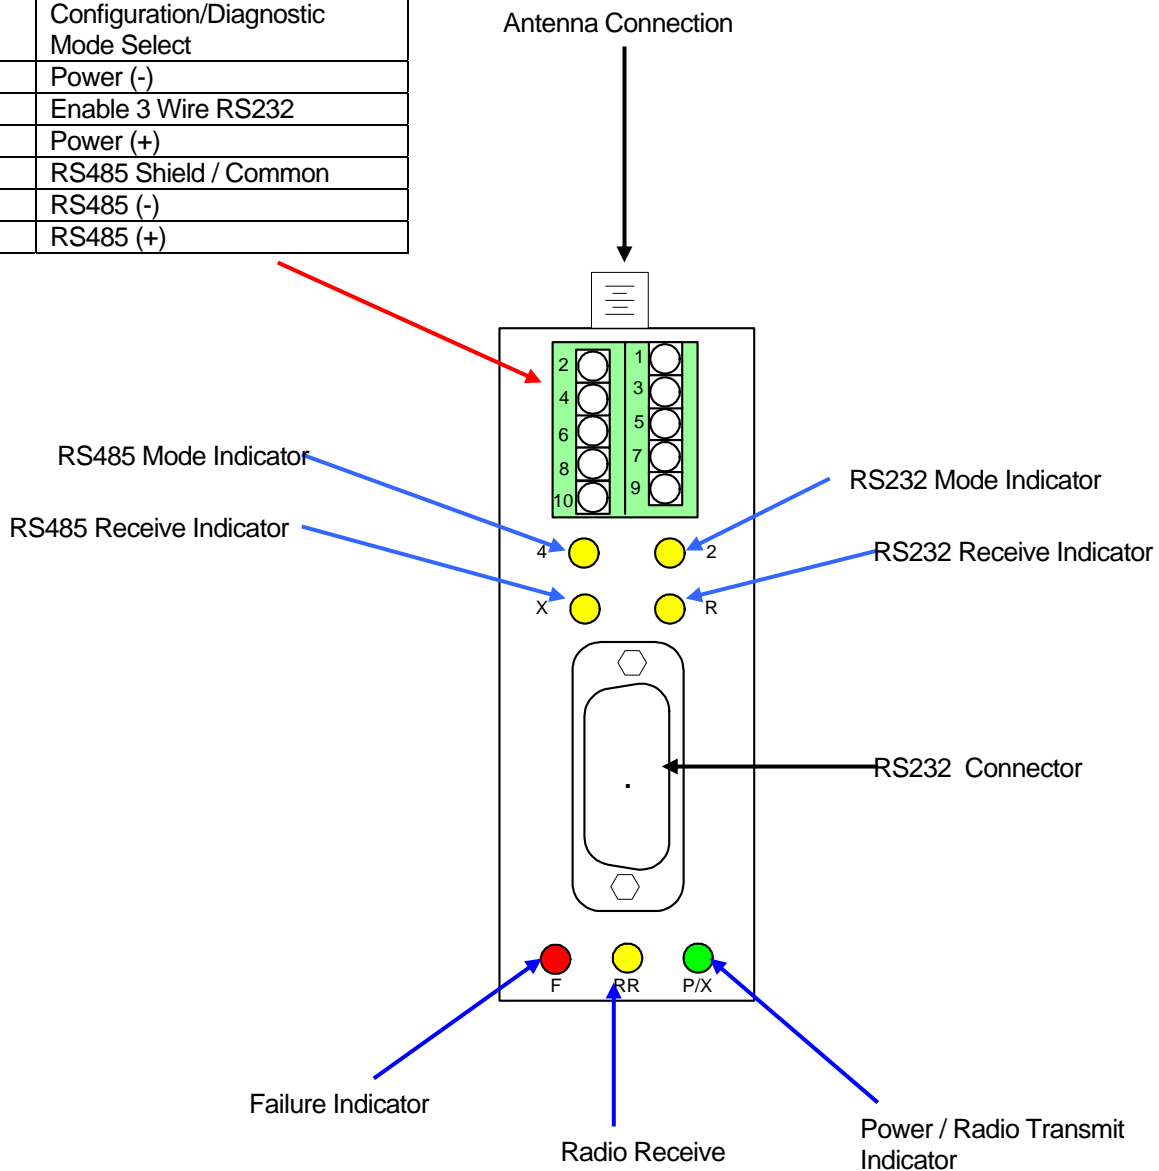 Configuration/Diagnostic
Mode Select
Power (-)
Enable 3 Wire RS232
Power (+)
RS485 Shield / Common
RS485 (-)
RS485 (+)
Antenna Connection
2 1
4 3
6 5
8 7
10 9
RS485 Mode Indicator
RS232 Mode Indicator
RS485 Receive Indicator
4 2
RS232 Receive Indicator
X R
RS232 Connector
F RR P/X
Failure Indicator
Radio Receive
Power / Radio Transmit
Indicator